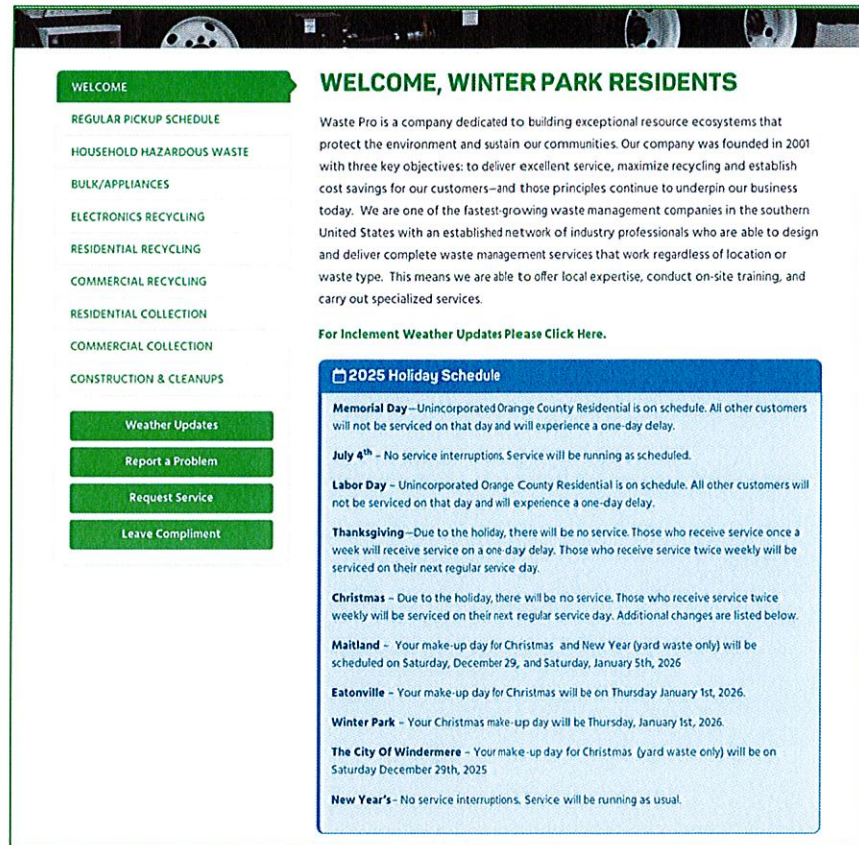 WELCOME
REGULAR PICKUP SCHEDULE
HOUSEHOLD HAZARDOUS WASTE
BULK/APPLIANCES
ELECTRONICS RECYCLING
RESIDENTIAL RECYCLING
COMMERCIAL RECYCLING
RESIDENTIAL COLLECTION
COMMERCIAL COLLECTION
CONSTRUCTION & CLEANUPS
Weather Updates
Report a Problem
Request Service
Leave Compliment
WELCOME, WINTER PARK RESIDENTS
Waste Pro is a company dedicated to building exceptional resource ecosystems that
protect the environment and sustain our communities. Our company was founded in 2001
with three key objectives: to deliver excellent service, maximize recycling and establish
cost savings for our customers—and those principles continue to underpin our business
today. We are one of the fastest-growing waste management companies in the southern
United States with an established network of industry professionals who are able to design
and deliver complete waste management services that work regardless of location or
waste type. This means we are able to offer local expertise, conduct on-site training, and
carry out specialized services.
For Inclement Weather Updates Please Click Here.
2025 Holiday Schedule
Memorial Day—Unincorporated Orange County Residential is on schedule. All other customers
will not be serviced on that day and will experience a one-day delay.
July 4th – No service interruptions. Service will be running as scheduled.
Labor Day – Unincorporated Orange County Residential is on schedule. All other customers will
not be serviced on that day and will experience a one-day delay.
Thanksgiving—Due to the holiday, there will be no service. Those who receive service once a
week will receive service on a one-day delay. Those who receive service twice weekly will be
serviced on their next regular service day.
Christmas – Due to the holiday, there will be no service. Those who receive service twice
weekly will be serviced on their next regular service day. Additional changes are listed below.
Maitland – Your make-up day for Christmas and New Year (yard waste only) will be
scheduled on Saturday, December 29, and Saturday, January 5th, 2026
Eatonville – Your make-up day for Christmas will be on Thursday January 1st, 2026.
Winter Park – Your Christmas make-up day will be Thursday, January 1st, 2026.
The City Of Windermere – Your make-up day for Christmas (yard waste only) will be on
Saturday December 29th, 2025
New Year's– No service interruptions. Service will be running as usual.